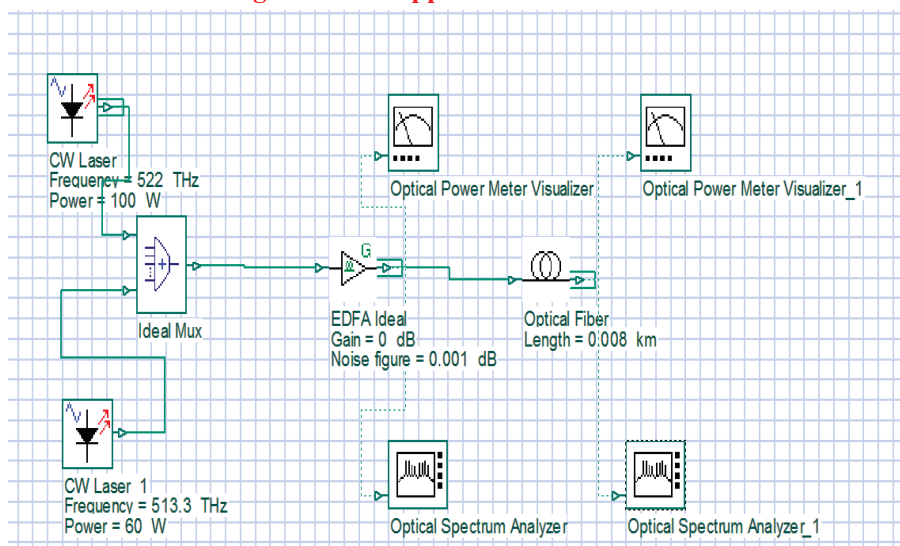 CW Laser
Frequency = 522 THz
Power = 100 W
Optical Power Meter Visualizer
Optical Power Meter Visualizer_1
Ideal Mux
G
EDFA Ideal
Gain = 0 dB
Noise figure = 0.001 dB
Optical Fiber
Length = 0.008 km
CW Laser 1
Frequency = 513.3 THz
Power = 60 W
Optical Spectrum Analyzer
Optical Spectrum Analyzer_1